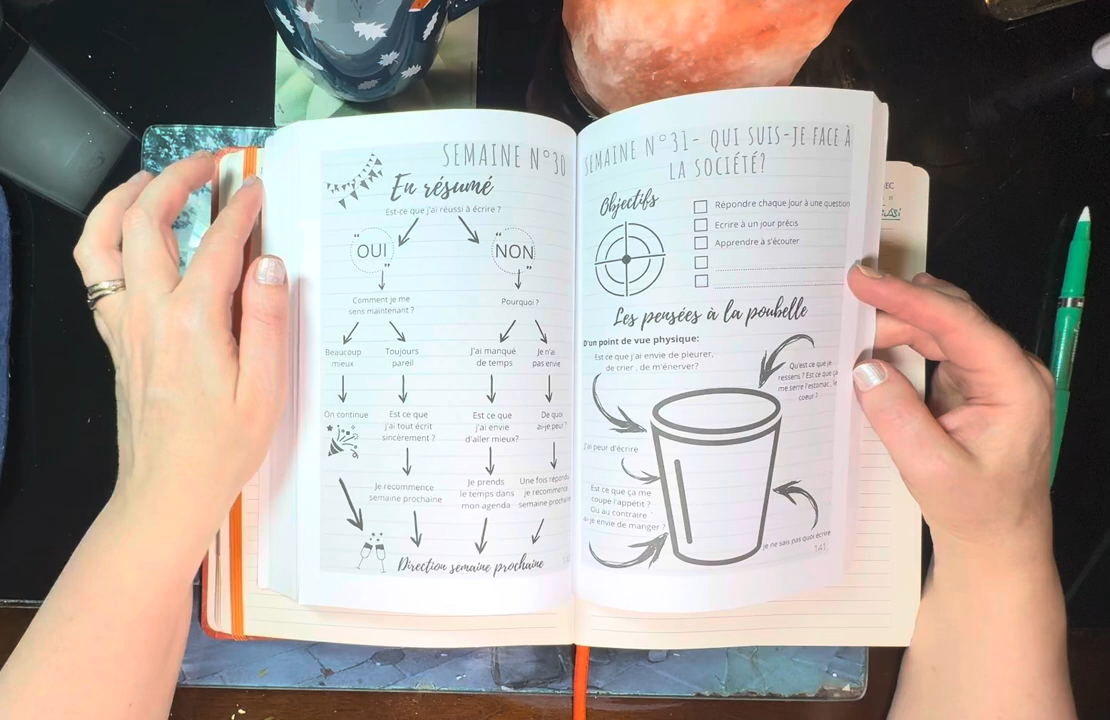 SEMAINE N°30
En résumé
Est-ce que j'ai réussi à écrire ?
"OUI"
"NON"
Comment je me
sens maintenant ?
Pourquoi ?
Beaucoup
mieux
Toujours
pareil
J'ai manqué
de temps
Je n'ai
pas envie
On continue
Est ce que
j'ai tout écrit
sincèrement ?
Est ce que
j'ai envie
d'aller mieux?
De quoi
ai-je peur ?
Je recommence
semaine prochaine
Je prends
le temps dans
mon agenda
Une fois répondu
je recommence
semaine prochaine
Direction semaine prochaine
SEMAINE N°31- QUI SUIS-JE FACE À
LA SOCIÉTÉ?
Objectifs
Répondre chaque jour à une question
Ecrire à un jour précis
Apprendre à s'écouter
Les pensées à la poubelle
D'un point de vue physique:
Est ce que j'ai envie de pleurer,
de crier , de m'énerver?
Qu'est ce que je
ressens ? Est ce que ça
me serre l'estomac , le
coeur ?
J'ai peur d'écrire
Est ce que ça me
coupe l'appétit ?
Ou au contraire
ai-je envie de manger ?
Je ne sais pas quoi écrire
141